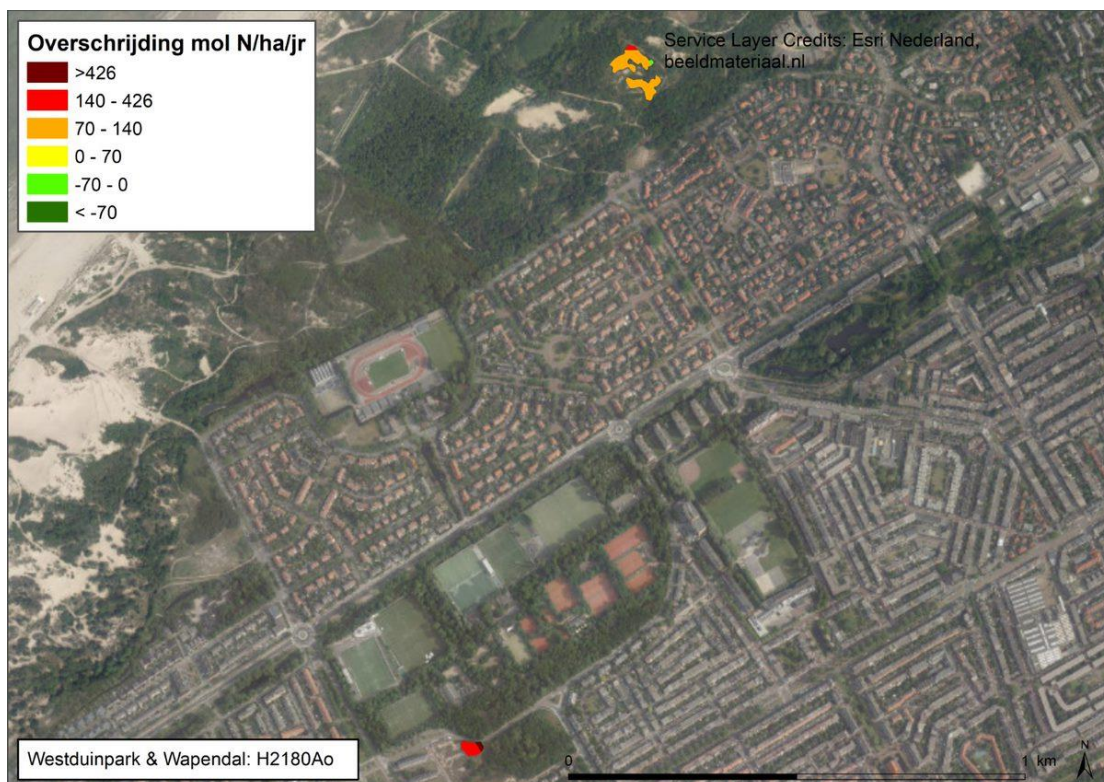 Overschrijding mol N/ha/jr
>426
140 - 426
70 - 140
0 - 70
-70 - 0
< -70
Service Layer Credits: Esri Nederland,
beeldmateriaal.nl
Westduinpark & Wapendal: H2180Ao
0
1 km
N